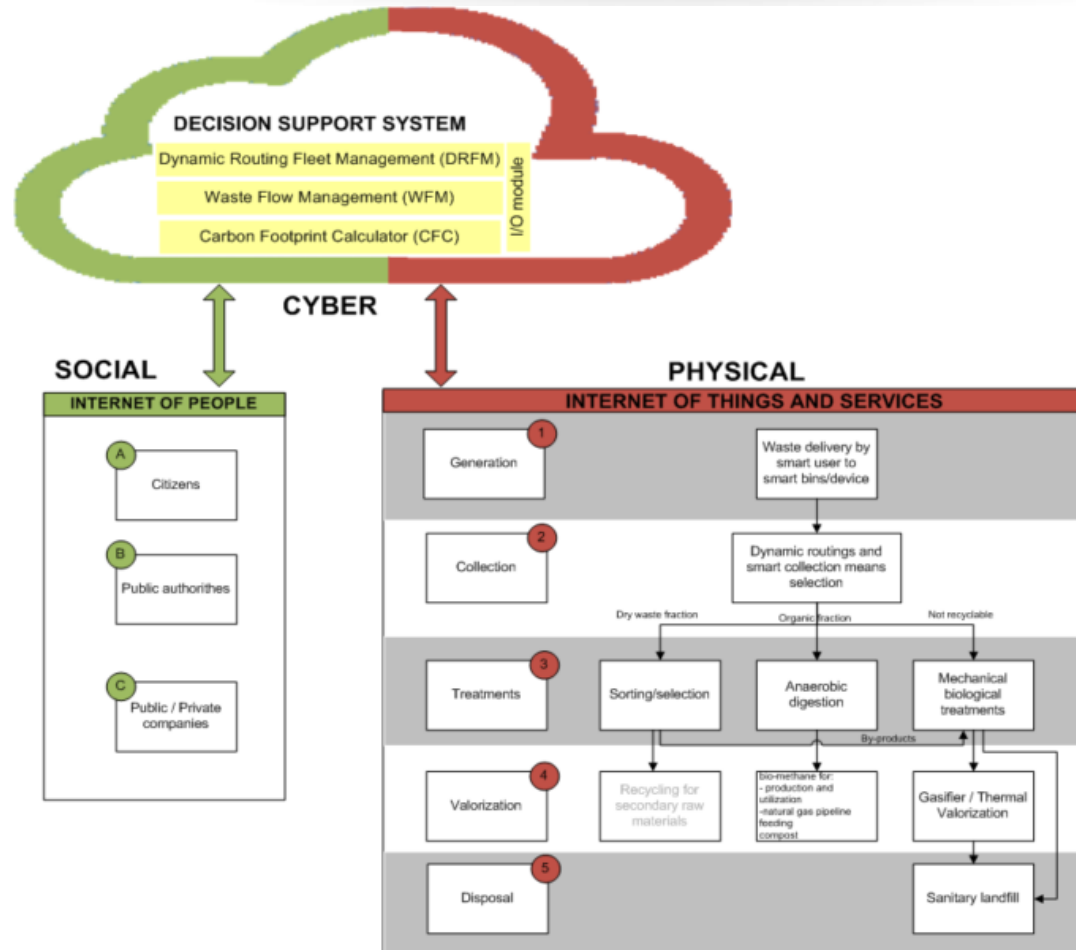 DECISION SUPPORT SYSTEM
Dynamic Routing Fleet Management (DRFM)
Waste Flow Management (WFM)
Carbon Footprint Calculator (CFC)
I/O module
CYBER
SOCIAL
INTERNET OF PEOPLE
A
Citizens
B
Public authorithes
C
Public / Private
companies
PHYSICAL
INTERNET OF THINGS AND SERVICES
1
Generation
Waste delivery by
smart user to
smart bins/device
2
Collection
Dynamic routings and
smart collection means
selection
Dry waste fraction
Organic fraction
Not recyclable
3
Treatments
Sorting/selection
Anaerobic
digestion
Mechanical
biological
treatments
By-products
4
Valorization
Recycling for
secondary raw
materials
bio-methane for:
- production and
utilization
-natural gas pipeline
feeding
compost
Gasifier / Thermal
Valorization
5
Disposal
Sanitary landfill